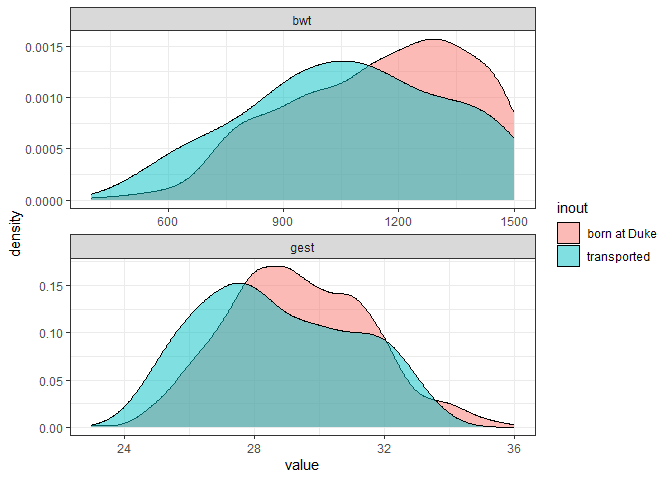 bwt
0.0015
0.0010
0.0005
0.0000
600 900 1200 1500
gest
0.15
0.10
0.05
0.00
24 28 32 36
density
value
inout
born at Duke
transported